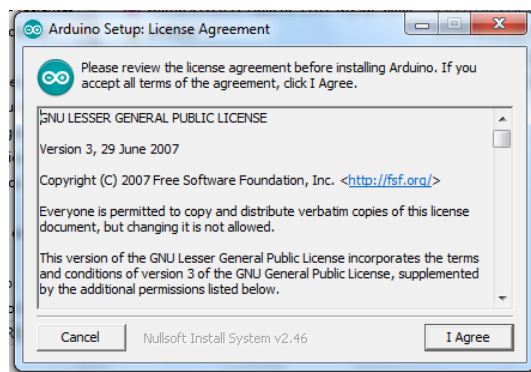 Arduino Setup: License Agreement
Please review the license agreement before installing Arduino. If you
accept all terms of the agreement, click I Agree.
GNU LESSER GENERAL PUBLIC LICENSE
Version 3, 29 June 2007
Copyright (C) 2007 Free Software Foundation, Inc. <http://fsf.org/>
Everyone is permitted to copy and distribute verbatim copies of this license
document, but changing it is not allowed.
This version of the GNU Lesser General Public License incorporates the terms
and conditions of version 3 of the GNU General Public License, supplemented
by the additional permissions listed below.
Cancel
Nullsoft Install System v2.46
I Agree